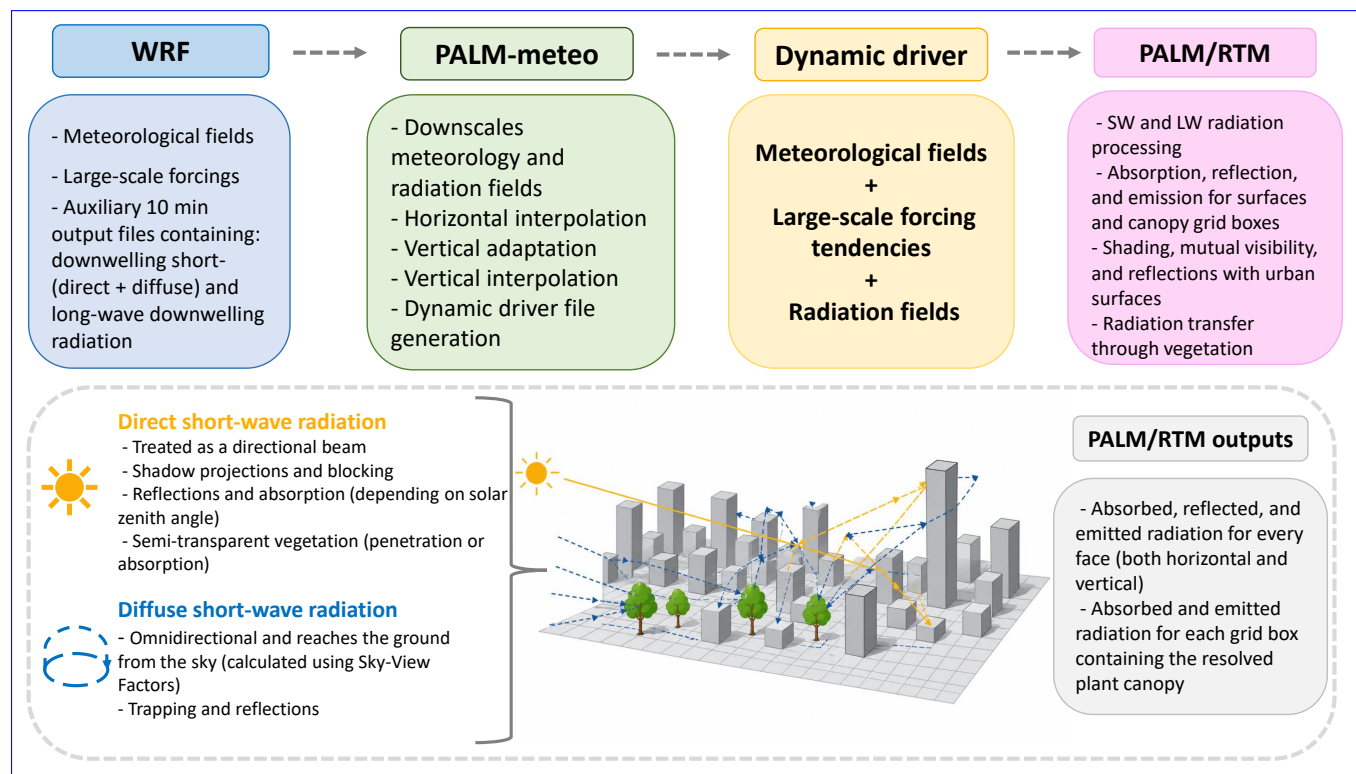 WRF
PALM-meteo
Dynamic driver
PALM/RTM
- Meteorological fields
- Large-scale forcings
- Auxiliary 10 min
output files containing:
downwelling short-
(direct + diffuse) and
long-wave downwelling
radiation
- Downscales
meteorology and
radiation fields
- Horizontal interpolation
- Vertical adaptation
- Vertical interpolation
- Dynamic driver file
generation
Meteorological fields
+
Large-scale forcing
tendencies
+
Radiation fields
- SW and LW radiation
processing
- Absorption, reflection,
and emission for surfaces
and canopy grid boxes
- Shading, mutual visibility,
and reflections with urban
surfaces
- Radiation transfer
through vegetation
Direct short-wave radiation
- Treated as a directional beam
- Shadow projections and blocking
- Reflections and absorption (depending on solar
zenith angle)
- Semi-transparent vegetation (penetration or
absorption)
Diffuse short-wave radiation
- Omnidirectional and reaches the ground
from the sky (calculated using Sky-View
Factors)
- Trapping and reflections
PALM/RTM outputs
- Absorbed, reflected, and
emitted radiation for every
face (both horizontal and
vertical)
- Absorbed and emitted
radiation for each grid box
containing the resolved
plant canopy